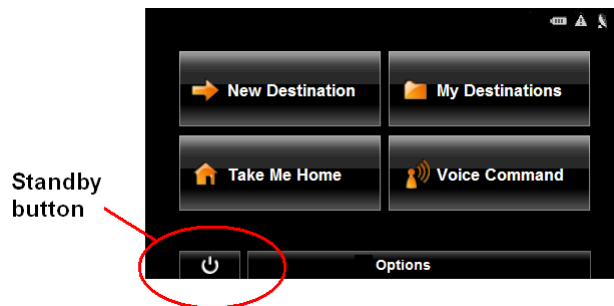 New Destination
My Destinations
Take Me Home
Voice Command
Standby
button
Options